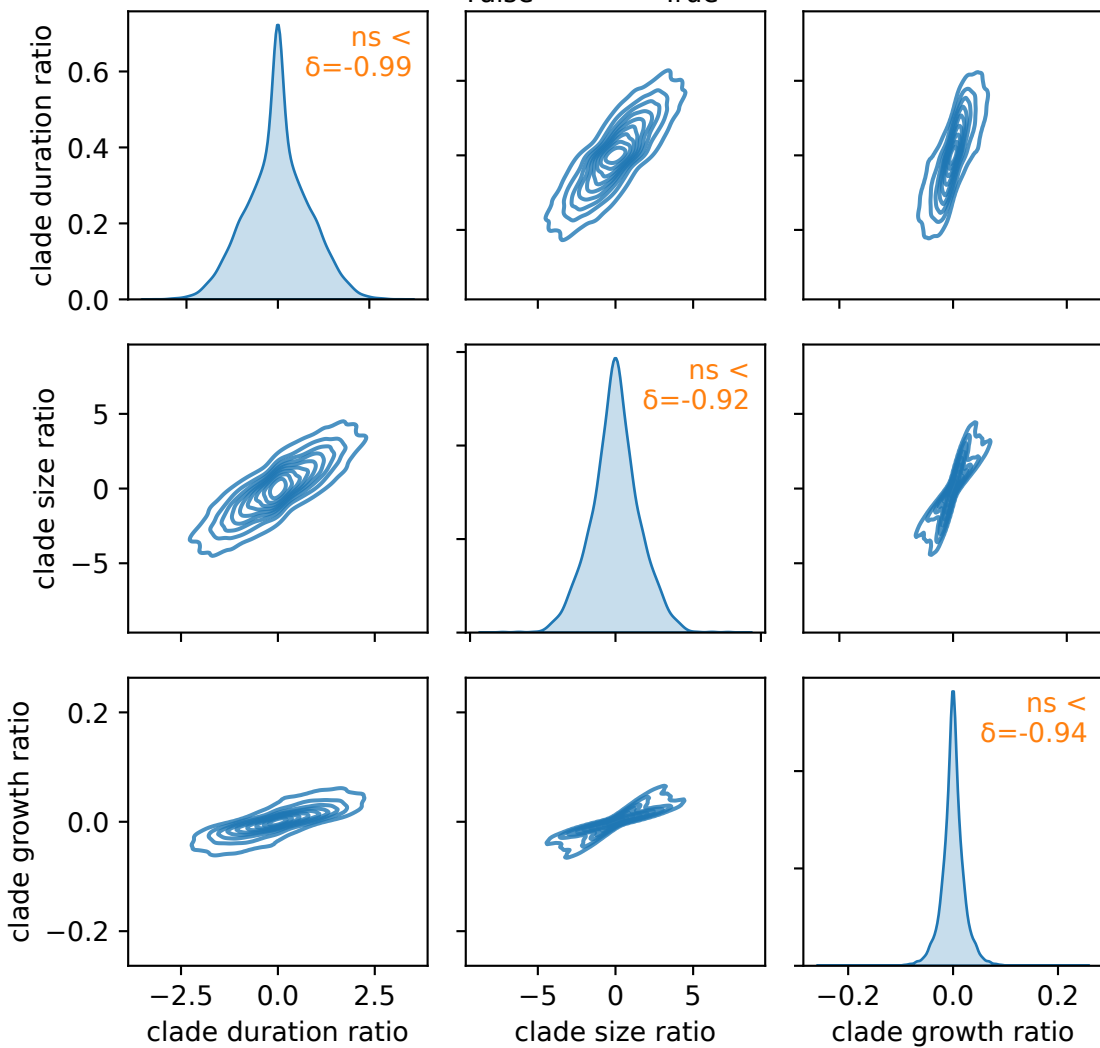 ns <
δ=-0.99
clade duration ratio
0.6
0.4
0.2
0.0
ns <
δ=-0.92
clade size ratio
5
0
−5
ns <
δ=-0.94
clade growth ratio
0.2
0.0
−0.2
−2.5 0.0 2.5
−5 0 5
−0.2 0.0 0.2
clade duration ratio
clade size ratio
clade growth ratio